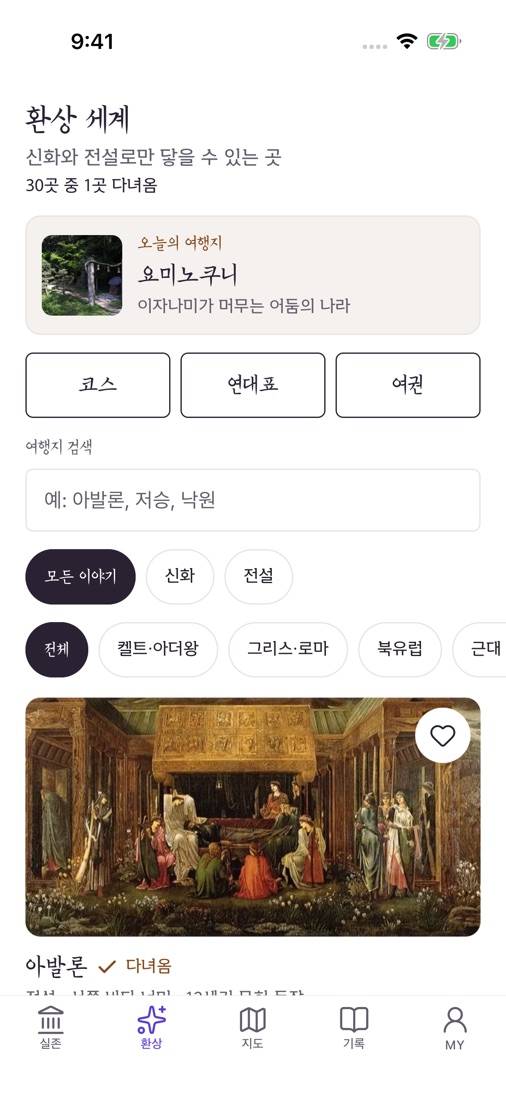 9:41
환상 세계
신화와 전설로만 닿을 수 있는 곳
30곳 중 1곳 다녀옴
오늘의 여행지
요미노쿠니
이자나미가 머무는 어둠의 나라
코스
연대표
여권
여행지 검색
예: 아발론, 저승, 낙원
모든 이야기
신화
전설
전체
켈트·아더왕
그리스·로마
북유럽
근대
아발론
다녀옴
실존
환상
지도
기록
MY